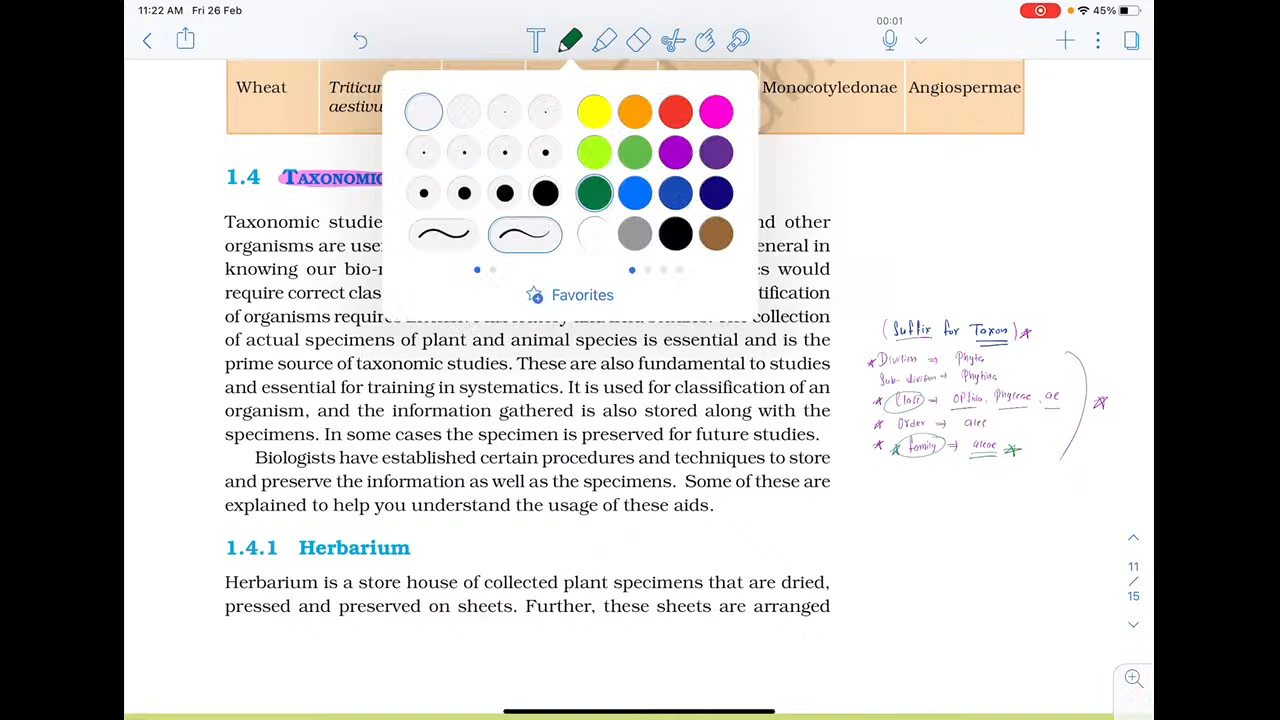 11:22 AM Fri 26 Feb
45%
00:01
Wheat
Triticum
aestivu
Monocotyledonae
Angiospermae
1.4 TAXONOMIC
Taxonomic studie
nd other
organisms are use
eneral in
knowing our bio-r
es would
require correct clas
tification
of organisms requires
collection
of actual specimens of plant and animal species is essential and is the
prime source of taxonomic studies. These are also fundamental to studies
and essential for training in systematics. It is used for classification of an
organism, and the information gathered is also stored along with the
specimens. In some cases the specimen is preserved for future studies.
Biologists have established certain procedures and techniques to store
and preserve the information as well as the specimens. Some of these are
explained to help you understand the usage of these aids.
1.4.1 Herbarium
Herbarium is a store house of collected plant specimens that are dried,
pressed and preserved on sheets. Further, these sheets are arranged
Favorites
(Suffix for Taxon)
Division ⇒ Phyta
Sub-division → Phytina
Class → Phyceae, ae
Order ⇒ ales
family ⇒ aceae
11
/
15